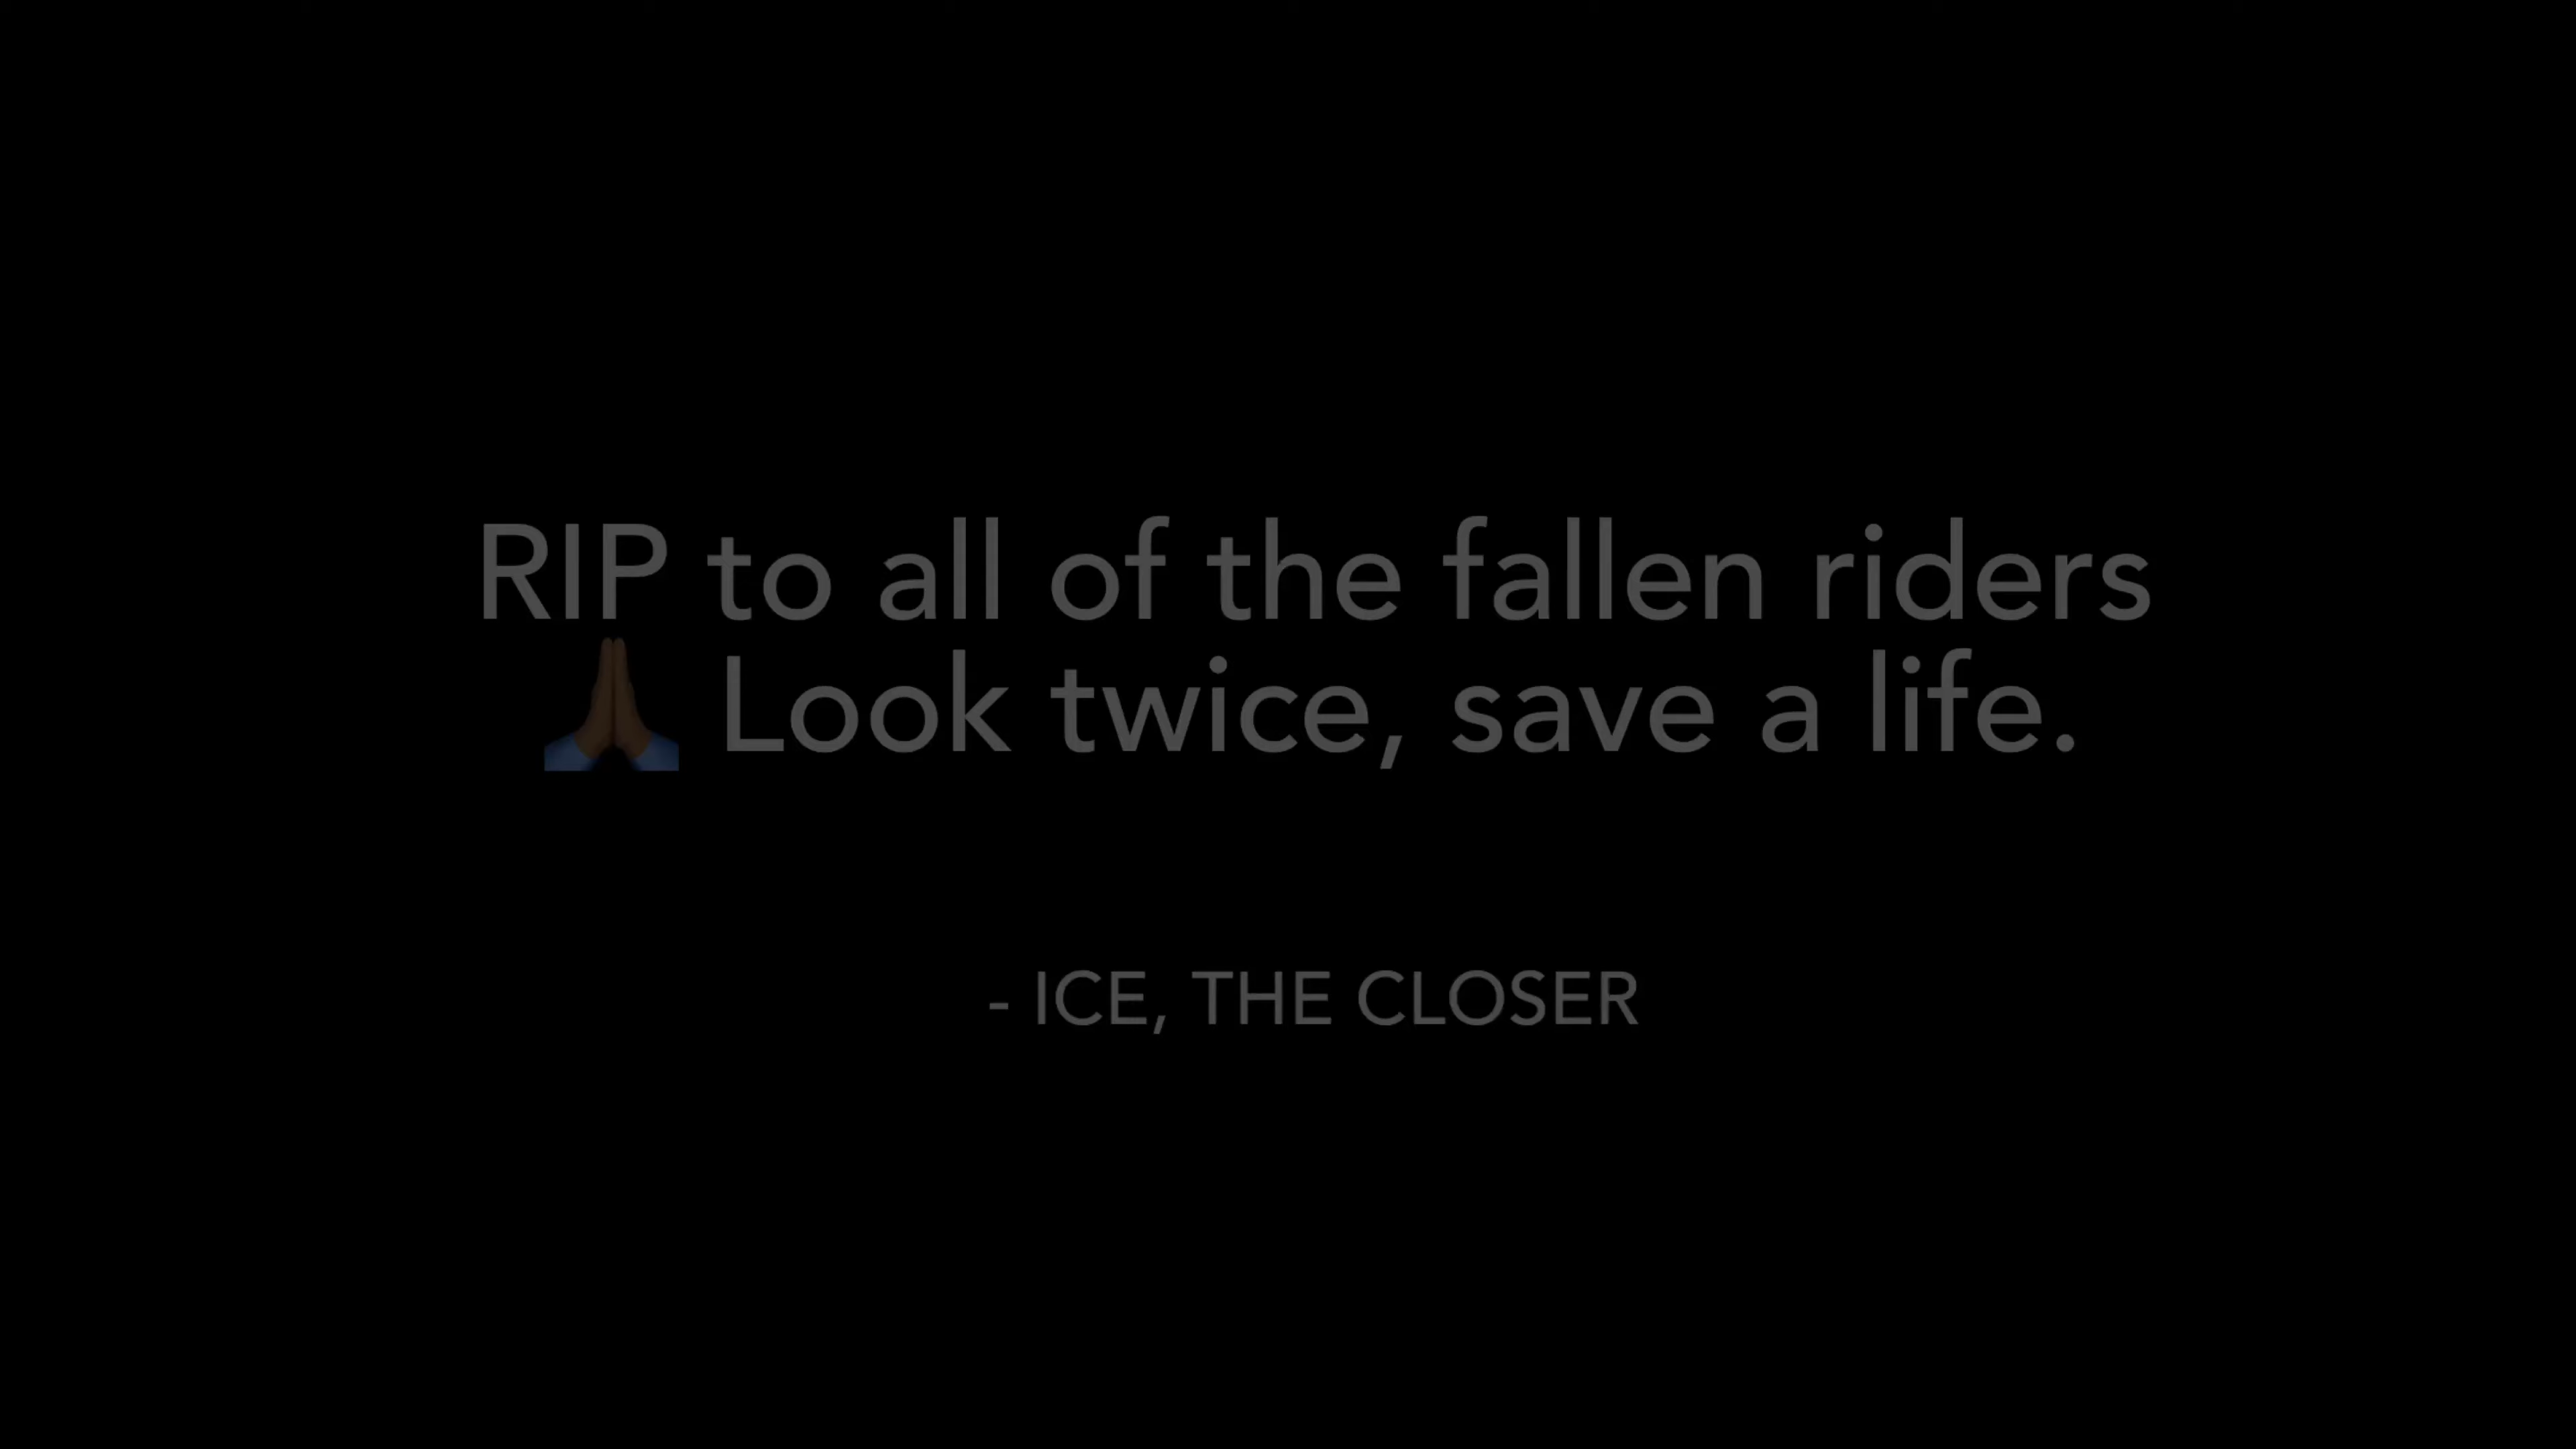 RIP to all of the fallen riders
🙏🏾 Look twice, save a life.
- ICE, THE CLOSER